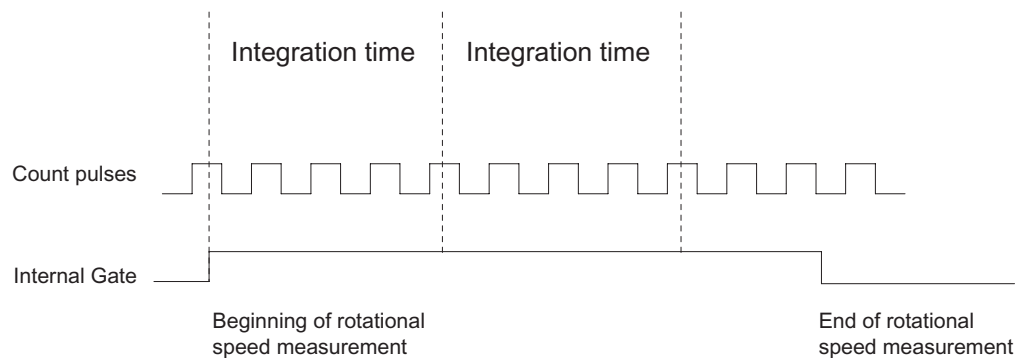 Integration time
Integration time
Count pulses
Internal Gate
Beginning of rotational
speed measurement
End of rotational
speed measurement